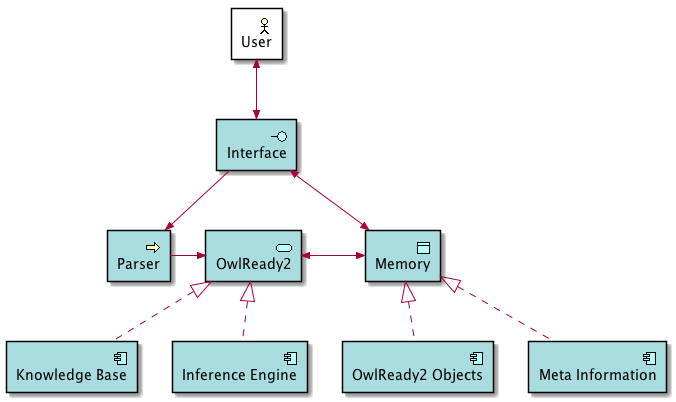 User
Interface
Parser
OwlReady2
Memory
Knowledge Base
Inference Engine
OwlReady2 Objects
Meta Information